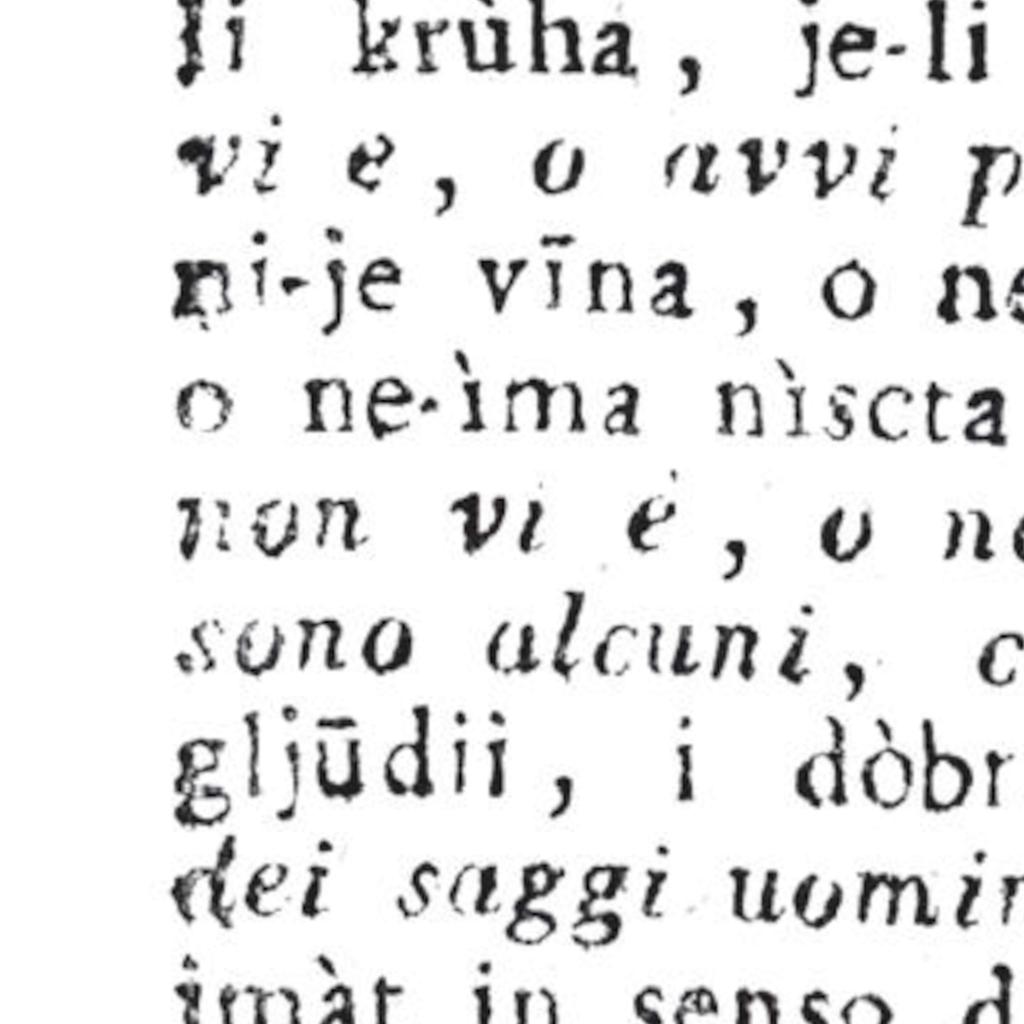 li krùha, je-li
vi e, o avvi p
ni-je vīna, o ne
o ne-ìma nìscta
non vi è, o ne
sono alcuni, c
gljūdii, i dòbr
dei saggi uomin
imàt in senso d